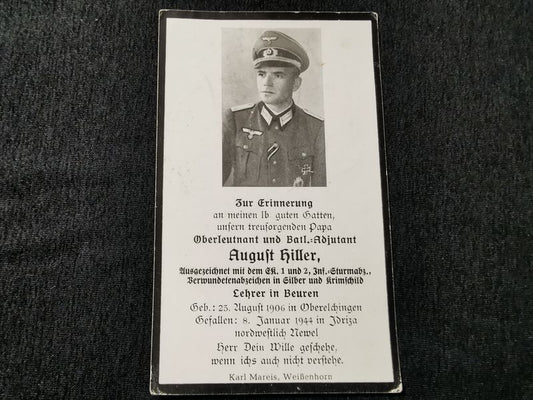 Zur Erinnerung
an meinen lb guten Gatten,
unsern treusorgenden Papa
Oberleutnant und Batl.-Adjutant
August Hiller,
Ausgezeichnet mit dem EK. 1 und 2, Inf.-Sturmabz.,
Verwundetenabzeichen in Silber und Krimschild
Lehrer in Beuren
Geb.: 25. August 1906 in Oberelchingen
Gefallen: 8. Januar 1944 in Idriza
nordwestlich Newel
Herr Dein Wille geschehe,
wenn ichs auch nicht verstehe.
Karl Mareis, Weißenhorn